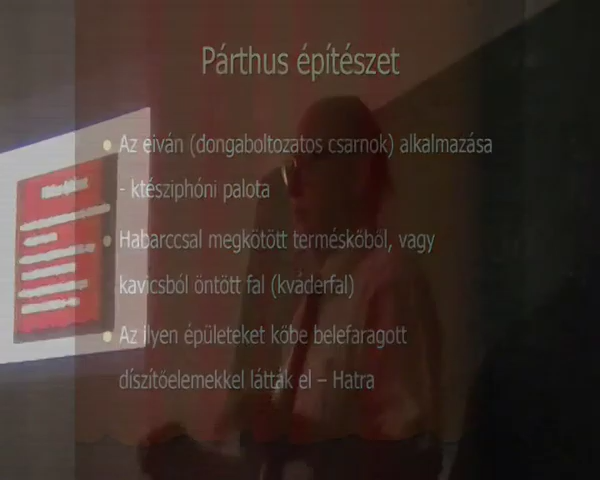 Párthus építészet
Az eiván (dongaboltozatos csarnok) alkalmazása
- ktésziphóni palota
Habarccsal megkötött terméskőből, vagy
kavicsból öntött fal (kváderfal)
Az ilyen épületeket kőbe belefaragott
díszítőelemekkel látták el – Hatra